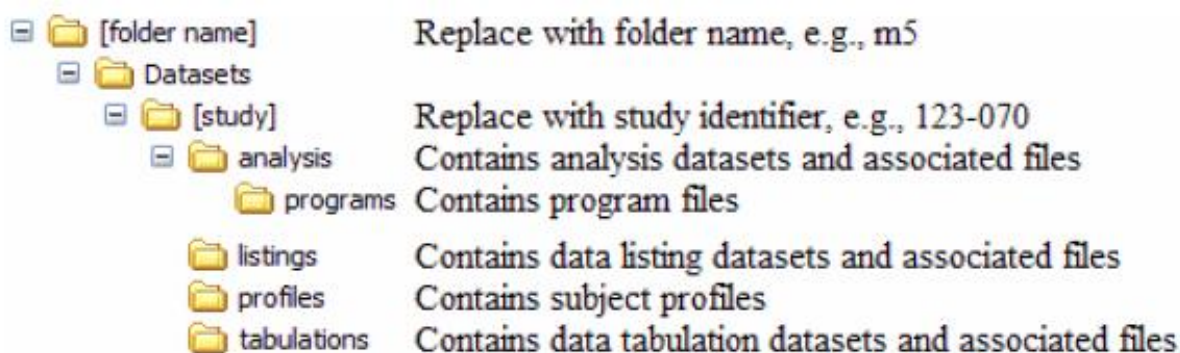 [folder name] Replace with folder name, e.g., m5
Datasets
[study] Replace with study identifier, e.g., 123-070
analysis Contains analysis datasets and associated files
programs Contains program files
listings Contains data listing datasets and associated files
profiles Contains subject profiles
tabulations Contains data tabulation datasets and associated files